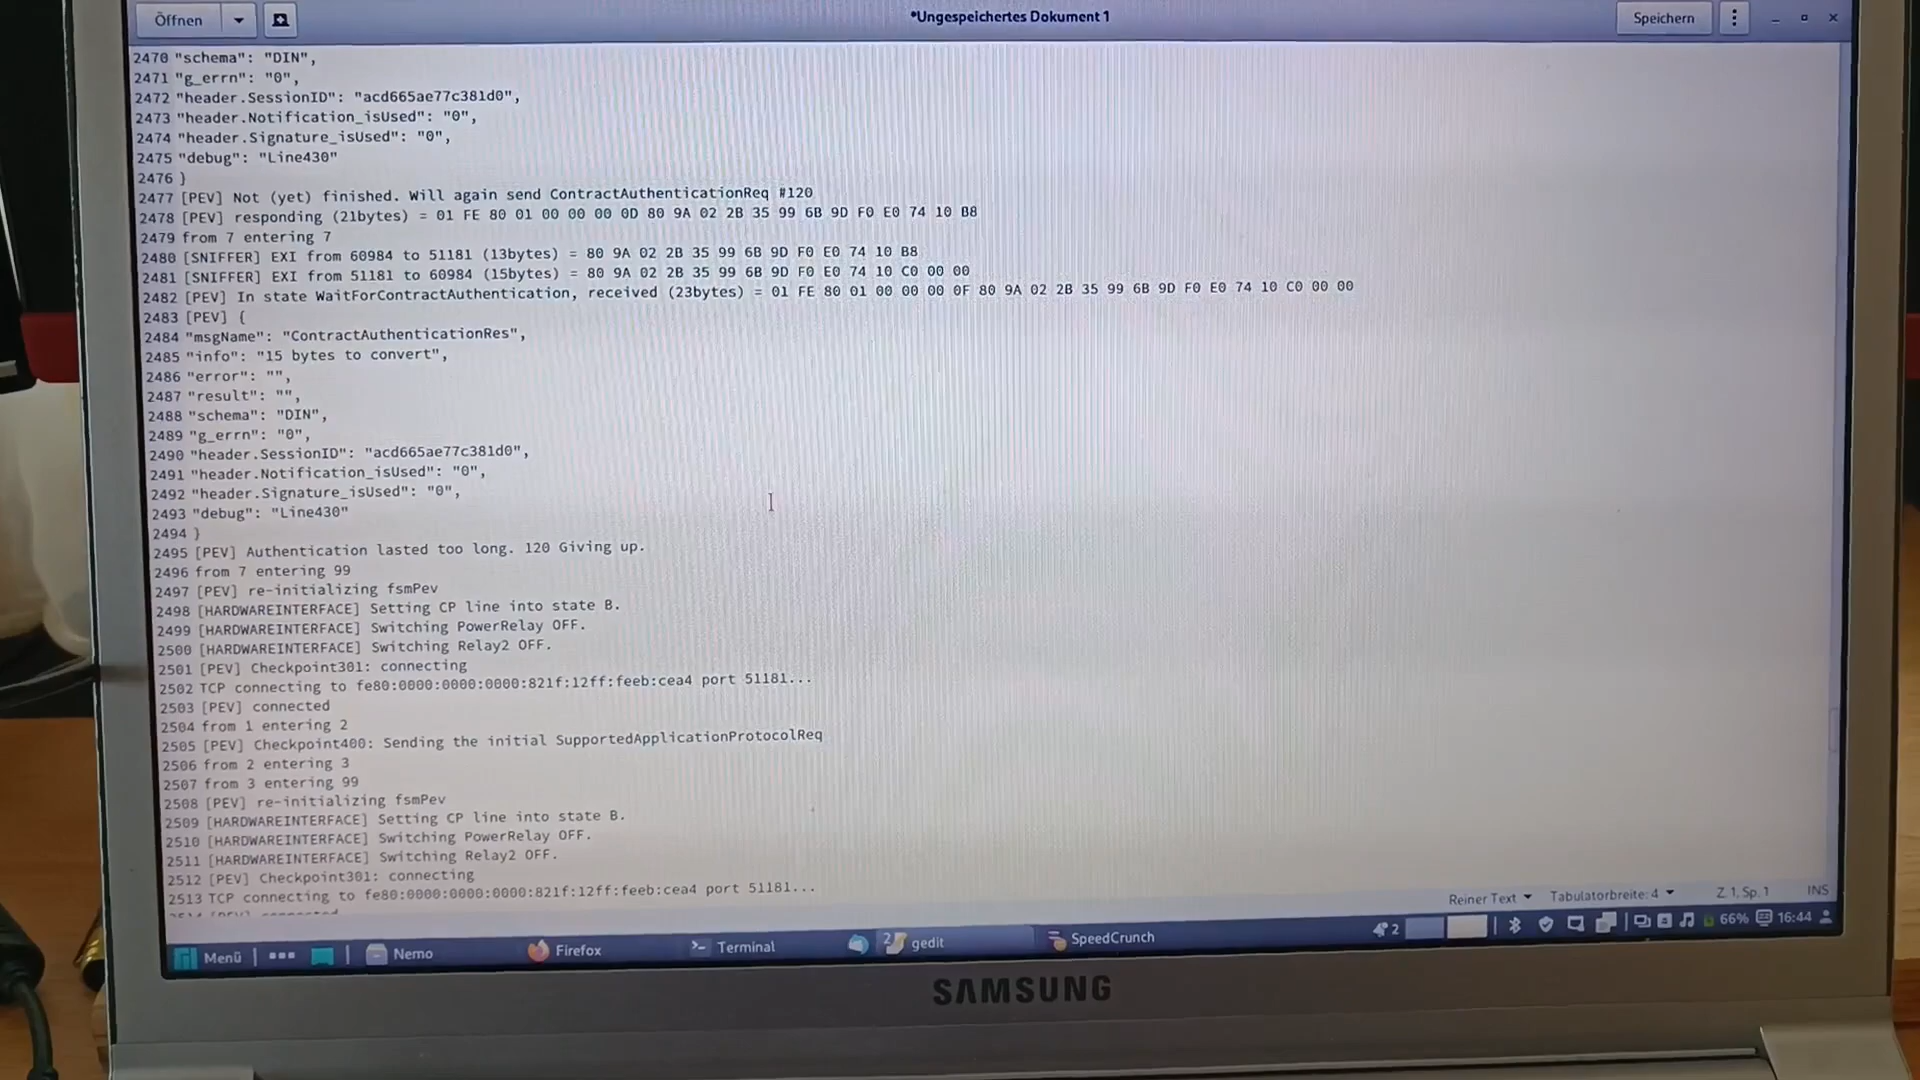 Öffnen
*Ungespeichertes Dokument 1
Speichern
2470 "schema": "DIN",
2471 "g_errn": "0",
2472 "header.SessionID": "acd665ae77c381d0",
2473 "header.Notification_isUsed": "0",
2474 "header.Signature_isUsed": "0",
2475 "debug": "Line430"
2476 }
2477 [PEV] Not (yet) finished. Will again send ContractAuthenticationReq #120
2478 [PEV] responding (21bytes) = 01 FE 80 01 00 00 00 0D 80 9A 02 2B 35 99 6B 9D F0 E0 74 10 B8
2479 from 7 entering 7
2480 [SNIFFER] EXI from 60984 to 51181 (13bytes) = 80 9A 02 2B 35 99 6B 9D F0 E0 74 10 B8
2481 [SNIFFER] EXI from 51181 to 60984 (15bytes) = 80 9A 02 2B 35 99 6B 9D F0 E0 74 10 C0 00 00
2482 [PEV] In state WaitForContractAuthentication, received (23bytes) = 01 FE 80 01 00 00 00 0F 80 9A 02 2B 35 99 6B 9D F0 E0 74 10 C0 00 00
2483 [PEV] {
2484 "msgName": "ContractAuthenticationRes",
2485 "info": "15 bytes to convert",
2486 "error": "",
2487 "result": "",
2488 "schema": "DIN",
2489 "g_errn": "0",
2490 "header.SessionID": "acd665ae77c381d0",
2491 "header.Notification_isUsed": "0",
2492 "header.Signature_isUsed": "0",
2493 "debug": "Line430"
2494 }
2495 [PEV] Authentication lasted too long. 120 Giving up.
2496 from 7 entering 99
2497 [PEV] re-initializing fsmPev
2498 [HARDWAREINTERFACE] Setting CP line into state B.
2499 [HARDWAREINTERFACE] Switching PowerRelay OFF.
2500 [HARDWAREINTERFACE] Switching Relay2 OFF.
2501 [PEV] Checkpoint301: connecting
2502 TCP connecting to fe80:0000:0000:0000:821f:12ff:feeb:cea4 port 51181...
2503 [PEV] connected
2504 from 1 entering 2
2505 [PEV] Checkpoint400: Sending the initial SupportedApplicationProtocolReq
2506 from 2 entering 3
2507 from 3 entering 99
2508 [PEV] re-initializing fsmPev
2509 [HARDWAREINTERFACE] Setting CP line into state B.
2510 [HARDWAREINTERFACE] Switching PowerRelay OFF.
2511 [HARDWAREINTERFACE] Switching Relay2 OFF.
2512 [PEV] Checkpoint301: connecting
2513 TCP connecting to fe80:0000:0000:0000:821f:12ff:feeb:cea4 port 51181...
Reiner Text Tabulatorbreite: 4 Z. 1, Sp. 1 INS
Menü Nemo Firefox Terminal 2 gedit SpeedCrunch 2 66% 16:44
SAMSUNG